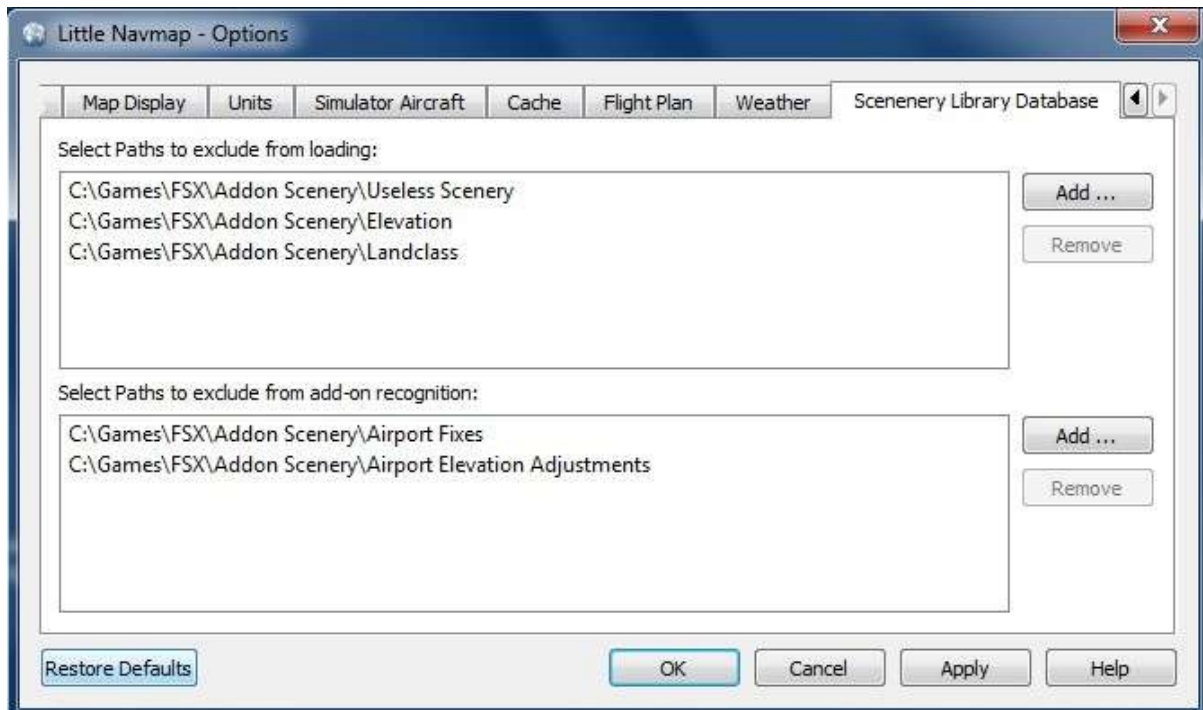 Little Navmap - Options
Map Display Units Simulator Aircraft Cache Flight Plan Weather Scenenery Library Database
Select Paths to exclude from loading:
C:\Games\FSX\Addon Scenery\Useless Scenery
Add ...
C:\Games\FSX\Addon Scenery\Elevation
C:\Games\FSX\Addon Scenery\Landclass
Remove
Select Paths to exclude from add-on recognition:
C:\Games\FSX\Addon Scenery\Airport Fixes
Add ...
C:\Games\FSX\Addon Scenery\Airport Elevation Adjustments
Remove
Restore Defaults OK Cancel Apply Help